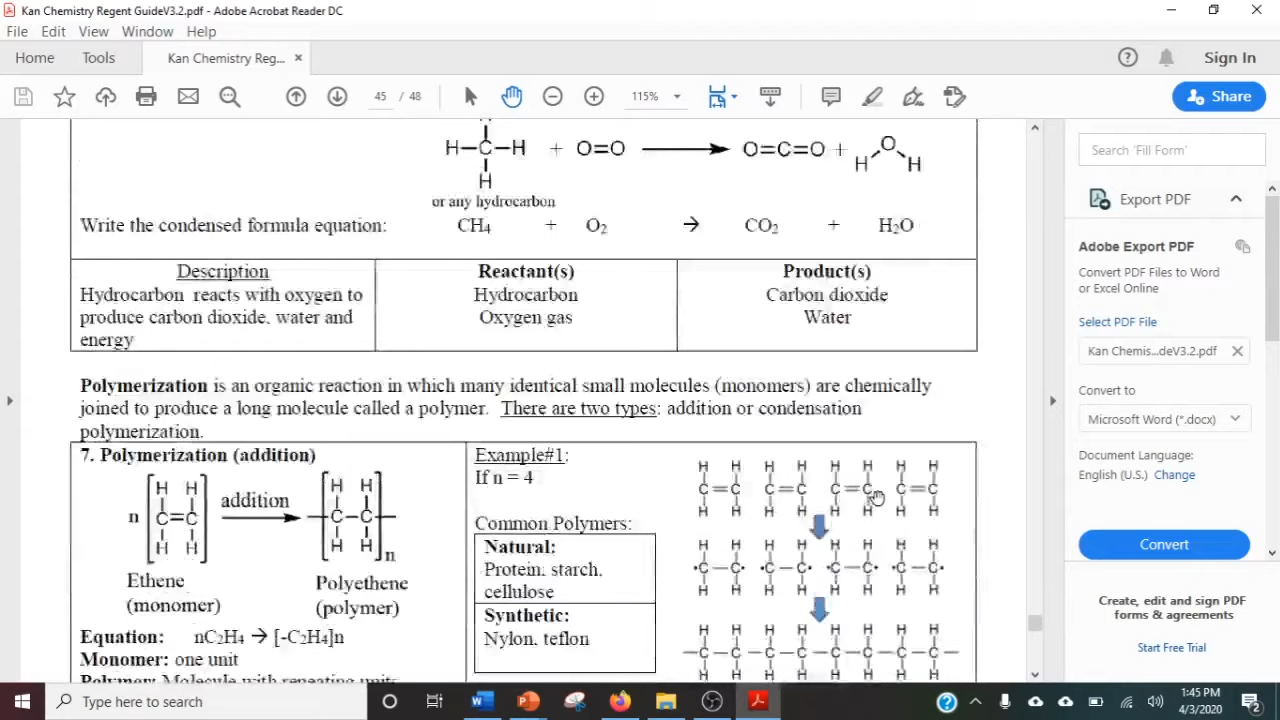 Kan Chemistry Regent GuideV3.2.pdf - Adobe Acrobat Reader DC
File Edit View Window Help
Home Tools Kan Chemistry Reg... × Sign In
45 / 48 115% Share
H
H–C–H + O=O O=C=O + H O H
H
or any hydrocarbon
Write the condensed formula equation: CH4 + O2 → CO2 + H2O
Description Reactant(s) Product(s)
Hydrocarbon reacts with oxygen to Hydrocarbon Carbon dioxide
produce carbon dioxide, water and Oxygen gas Water
energy
Polymerization is an organic reaction in which many identical small molecules (monomers) are chemically
joined to produce a long molecule called a polymer. There are two types: addition or condensation
polymerization.
7. Polymerization (addition)
H H H H
n C=C addition –C–C– n
H H H H
Ethene Polyethene
(monomer) (polymer)
Equation: nC2H4 → [-C2H4]n
Monomer: one unit
Polymer: Molecule with repeating units
Example#1:
If n = 4
Common Polymers:
Natural:
Protein, starch,
cellulose
Synthetic:
Nylon, teflon
H H H H H H H H
C=C C=C C=C C=C
H H H H H H H H
H H H H H H H H
·C–C· ·C–C· ·C–C· ·C–C·
H H H H H H H H
H H H H H H H H
–C–C–C–C–C–C–C–C–
H H H H H H H H
Search 'Fill Form'
Export PDF
Adobe Export PDF
Convert PDF Files to Word
or Excel Online
Select PDF File
Kan Chemis...deV3.2.pdf ×
Convert to
Microsoft Word (*.docx)
Document Language:
English (U.S.) Change
Convert
Create, edit and sign PDF
forms & agreements
Start Free Trial
Type here to search
1:45 PM
4/3/2020
2